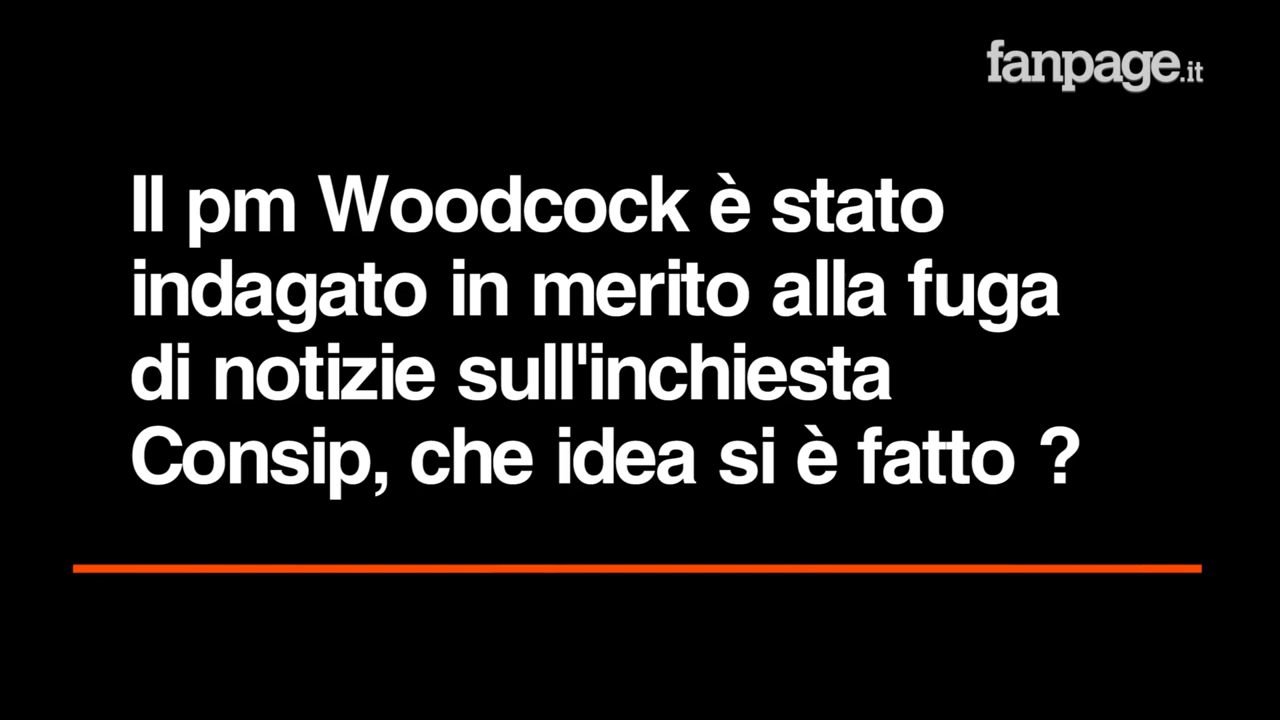 fanpage.it
Il pm Woodcock è stato
indagato in merito alla fuga
di notizie sull'inchiesta
Consip, che idea si è fatto ?